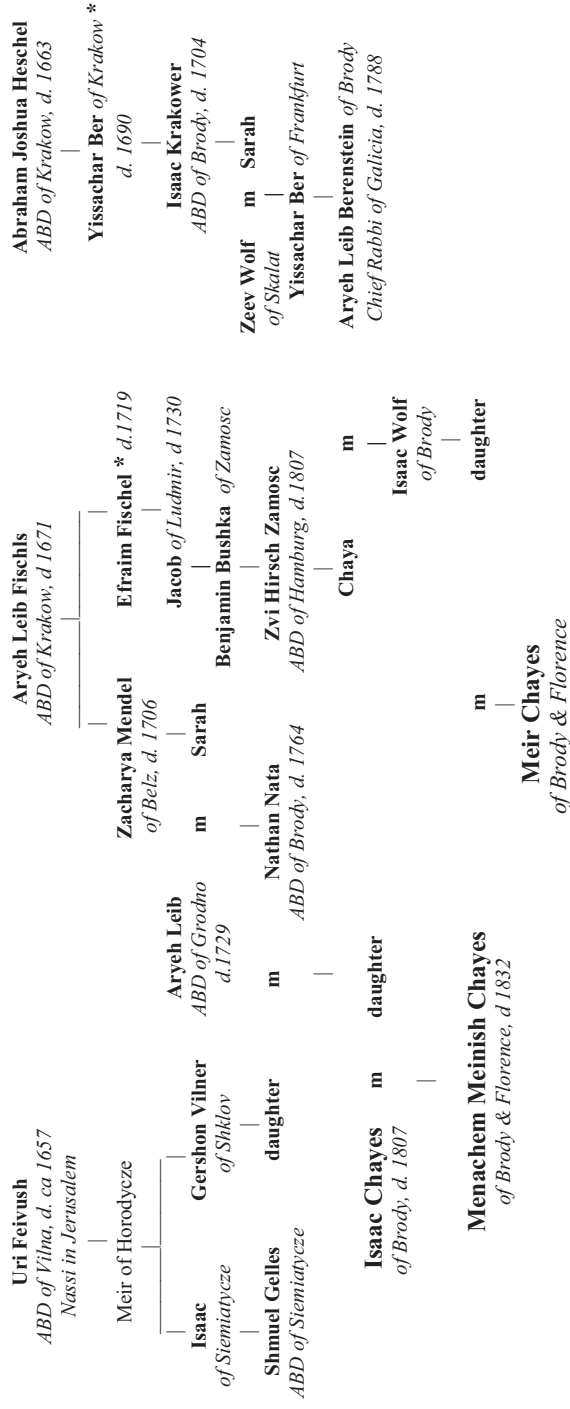 Uri Feivush
ABD of Vilna, d. ca 1657
Nassi in Jerusalem
Aryeh Leib Fischls
ABD of Krakow, d 1671
Abraham Joshua Heschel
ABD of Krakow, d. 1663
Yissachar Ber of Krakow *
d. 1690
Meir of Horodycze
Zacharya Mendel
of Belz, d. 1706
Efraim Fischel * d.1719
Isaac Krakower
ABD of Brody, d. 1704
Isaac
of Siemiatycze
Gershon Vilner
of Shklov
Aryeh Leib
ABD of Grodno
d.1729
m
Sarah
Jacob of Ludmir, d 1730
Benjamin Bushka of Zamosc
Zeev Wolf
of Skalat
m
Sarah
Shmuel Gelles
ABD of Siemiatycze
daughter
m
Nathan Nata
ABD of Brody, d. 1764
Zvi Hirsch Zamosc
ABD of Hamburg, d.1807
Yissachar Ber of Frankfurt
Aryeh Leib Berenstein of Brody
Chief Rabbi of Galicia, d. 1788
Isaac Chayes
of Brody, d. 1807
m
daughter
Chaya
m
Isaac Wolf
of Brody
Menachem Meinish Chayes
of Brody & Florence, d 1832
m
daughter
Meir Chayes
of Brody & Florence